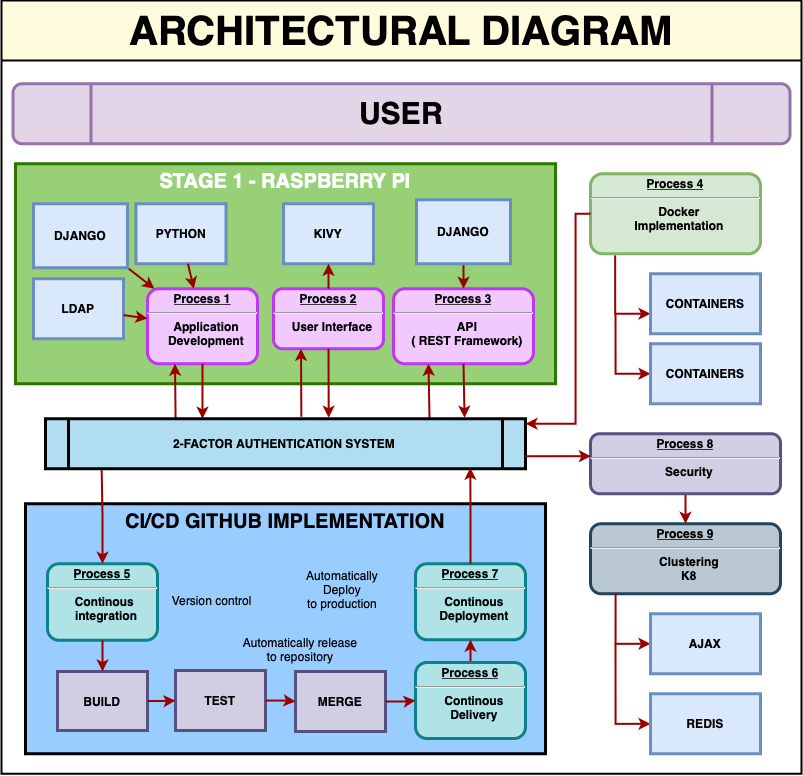 ARCHITECTURAL DIAGRAM
USER
STAGE 1 - RASPBERRY PI
DJANGO
PYTHON
KIVY
DJANGO
LDAP
Process 1
Application
Development
Process 2
User Interface
Process 3
API
( REST Framework)
Process 4
Docker
Implementation
CONTAINERS
CONTAINERS
2-FACTOR AUTHENTICATION SYSTEM
Process 8
Security
Process 9
Clustering
K8
AJAX
REDIS
CI/CD GITHUB IMPLEMENTATION
Process 5
Continous
integration
Version control
Automatically
Deploy
to production
Process 7
Continous
Deployment
Automatically release
to repository
BUILD
TEST
MERGE
Process 6
Continous
Delivery